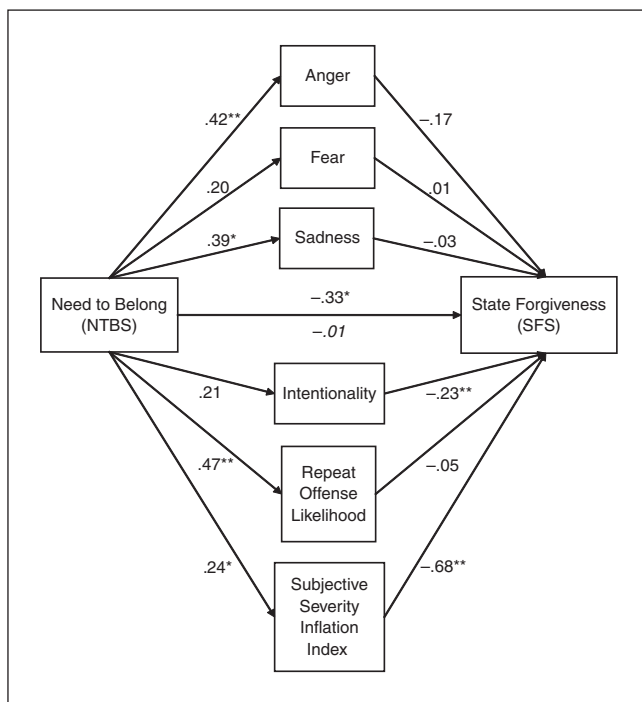 Anger
.42**
–.17
Fear
.20
.01
.39*
Sadness
–.03
Need to Belong
(NTBS)
–.33*
–.01
State Forgiveness
(SFS)
.21
Intentionality
–.23**
.47**
Repeat
Offense
Likelihood
–.05
.24*
Subjective
Severity
Inflation
Index
–.68**